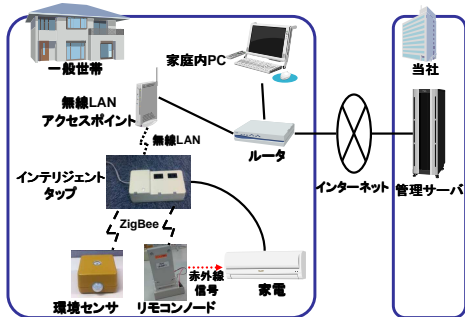 一般世帯
家庭内PC
当社
無線LAN
アクセスポイント
無線LAN
ルータ
インターネット
管理サーバ
インテリジェント
タップ
ZigBee
赤外線
信号
環境センサ
リモコンノード
家電